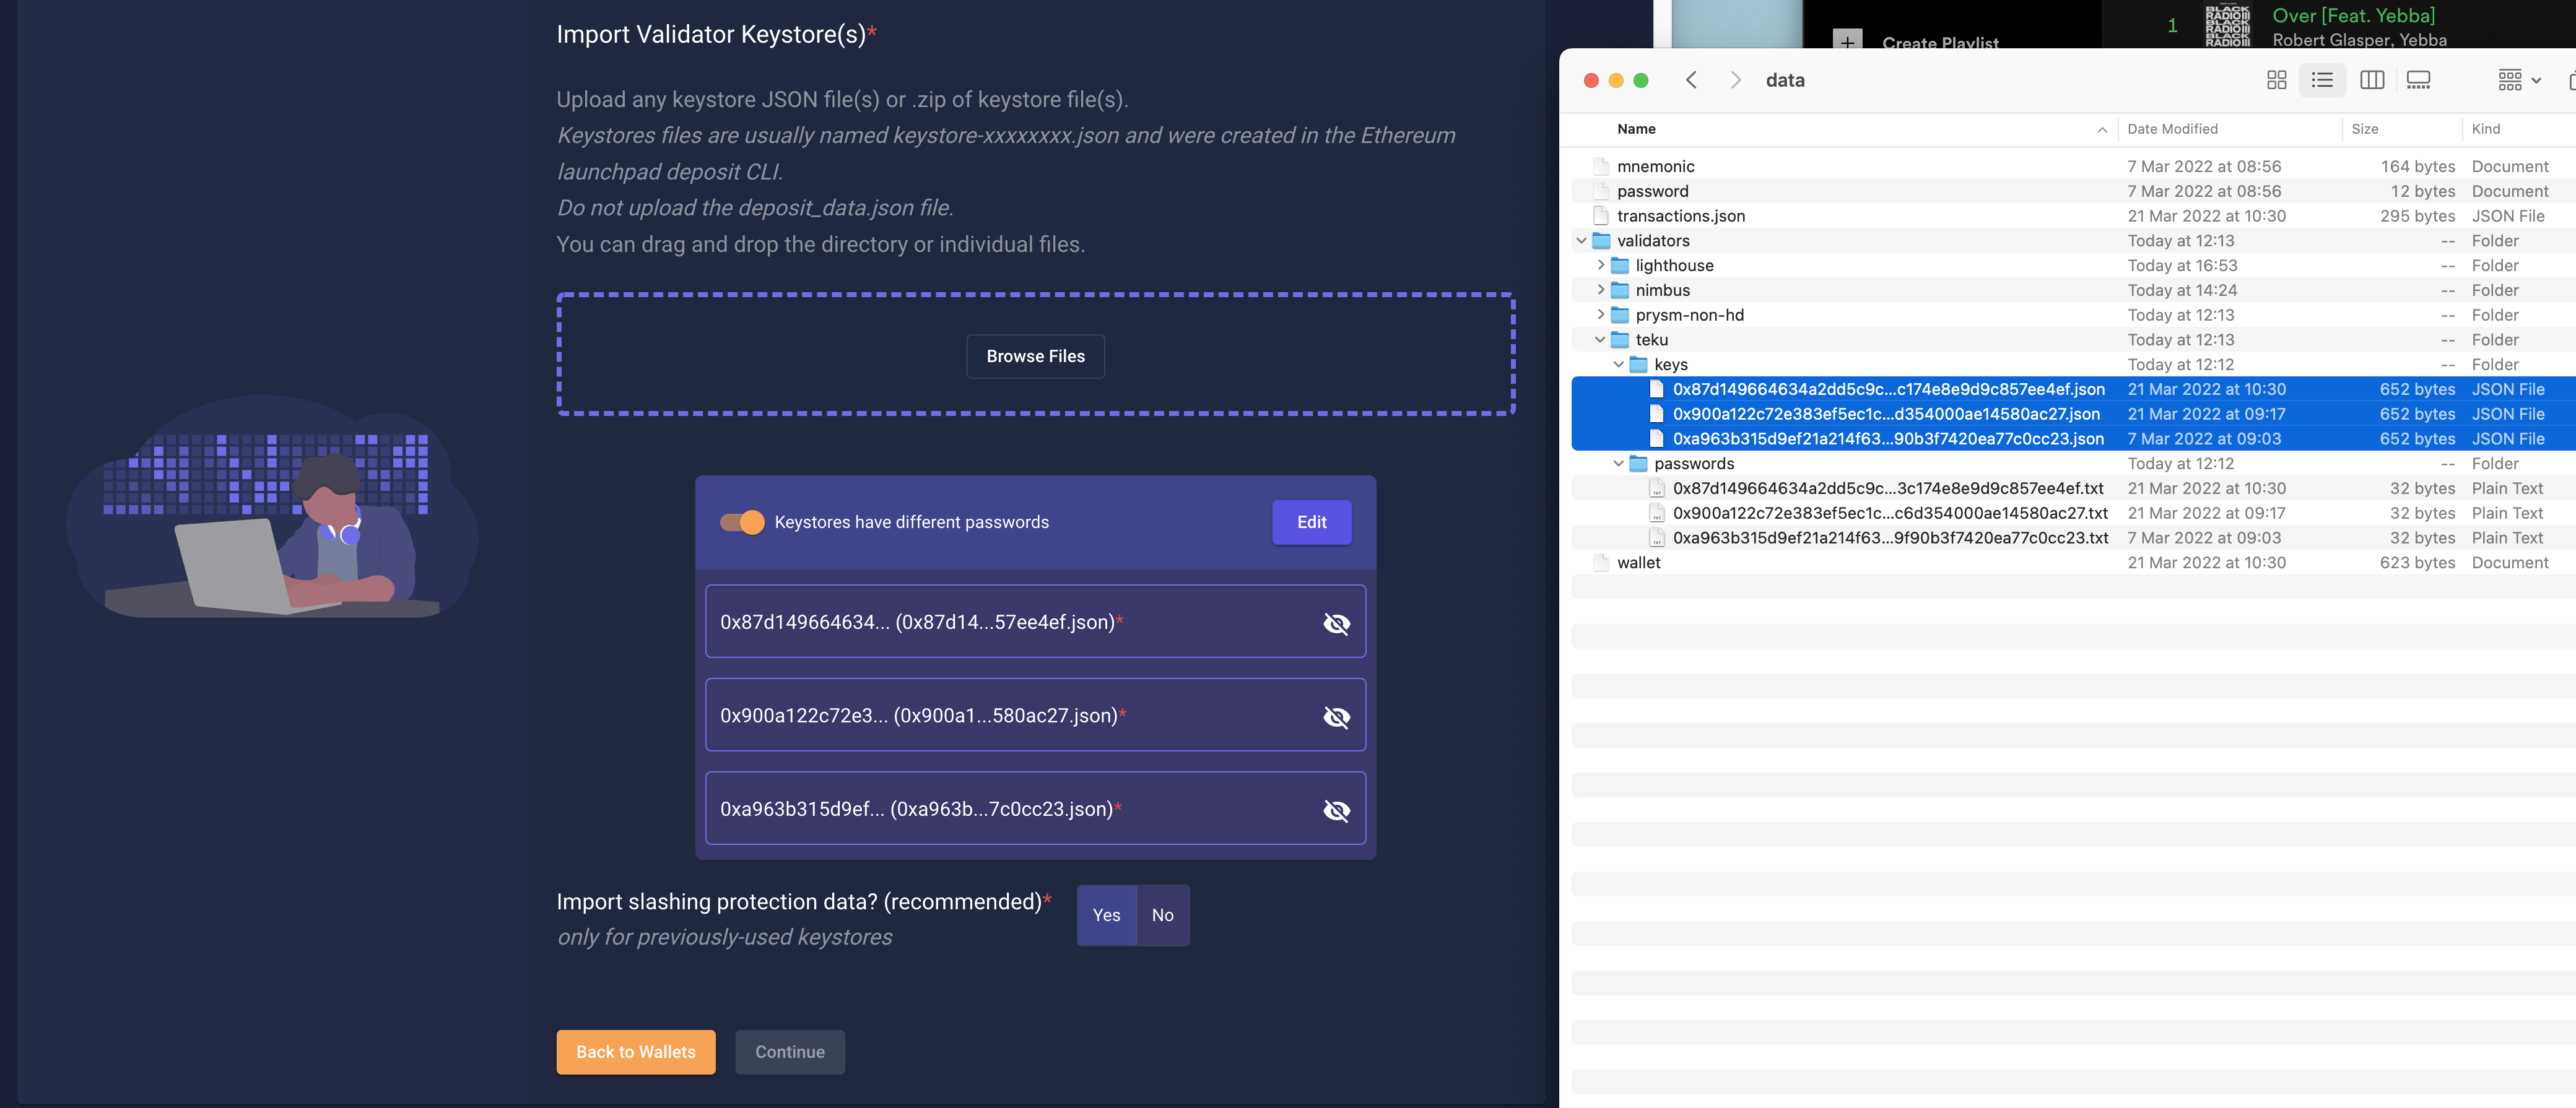 Import Validator Keystore(s)*
Upload any keystore JSON file(s) or .zip of keystore file(s).
Keystores files are usually named keystore-xxxxxxxx.json and were created in the Ethereum
launchpad deposit CLI.
Do not upload the deposit_data.json file.
You can drag and drop the directory or individual files.
Browse Files
Keystores have different passwords
Edit
0x87d149664634... (0x87d14...57ee4ef.json)*
0x900a122c72e3... (0x900a1...580ac27.json)*
0xa963b315d9ef... (0xa963b...7c0cc23.json)*
Import slashing protection data? (recommended)*
only for previously-used keystores
Yes No
Back to Wallets Continue
Create Playlist
1
BLACK
RADIO III
BLACK
RADIO III
BLACK
RADIO III
Over [Feat. Yebba]
Robert Glasper, Yebba
data
Name Date Modified Size Kind
mnemonic 7 Mar 2022 at 08:56 164 bytes Document
password 7 Mar 2022 at 08:56 12 bytes Document
transactions.json 21 Mar 2022 at 10:30 295 bytes JSON File
validators Today at 12:13 -- Folder
lighthouse Today at 16:53 -- Folder
nimbus Today at 14:24 -- Folder
prysm-non-hd Today at 12:13 -- Folder
teku Today at 12:13 -- Folder
keys Today at 12:12 -- Folder
0x87d149664634a2dd5c9c...c174e8e9d9c857ee4ef.json 21 Mar 2022 at 10:30 652 bytes JSON File
0x900a122c72e383ef5ec1c...d354000ae14580ac27.json 21 Mar 2022 at 09:17 652 bytes JSON File
0xa963b315d9ef21a214f63...90b3f7420ea77c0cc23.json 7 Mar 2022 at 09:03 652 bytes JSON File
passwords Today at 12:12 -- Folder
0x87d149664634a2dd5c9c...3c174e8e9d9c857ee4ef.txt 21 Mar 2022 at 10:30 32 bytes Plain Text
0x900a122c72e383ef5ec1c...c6d354000ae14580ac27.txt 21 Mar 2022 at 09:17 32 bytes Plain Text
0xa963b315d9ef21a214f63...9f90b3f7420ea77c0cc23.txt 7 Mar 2022 at 09:03 32 bytes Plain Text
wallet 21 Mar 2022 at 10:30 623 bytes Document